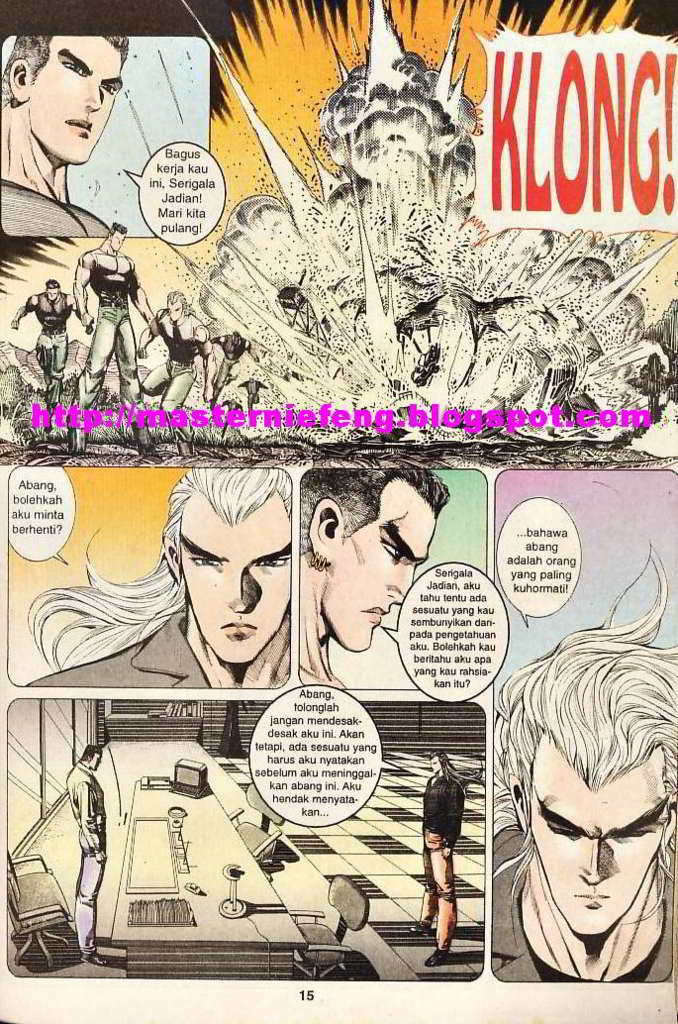 KLONG!
Bagus
kerja kau
ini, Serigala
Jadian!
Mari kita
pulang!
http://masterniefeng.blogspot.com
Abang,
bolehkah
aku minta
berhenti?
Serigala
Jadian, aku
tahu tentu ada
sesuatu yang kau
sembunyikan dari-
pada pengetahuan
aku. Bolehkah kau
beritahu aku apa
yang kau rahsia-
kan itu?
Abang,
tolonglah
jangan mendesak-
desak aku ini. Akan
tetapi, ada sesuatu yang
harus aku nyatakan
sebelum aku meninggal-
kan abang ini. Aku
hendak menyata-
kan...
...bahawa
abang
adalah orang
yang paling
kuhormati!
15